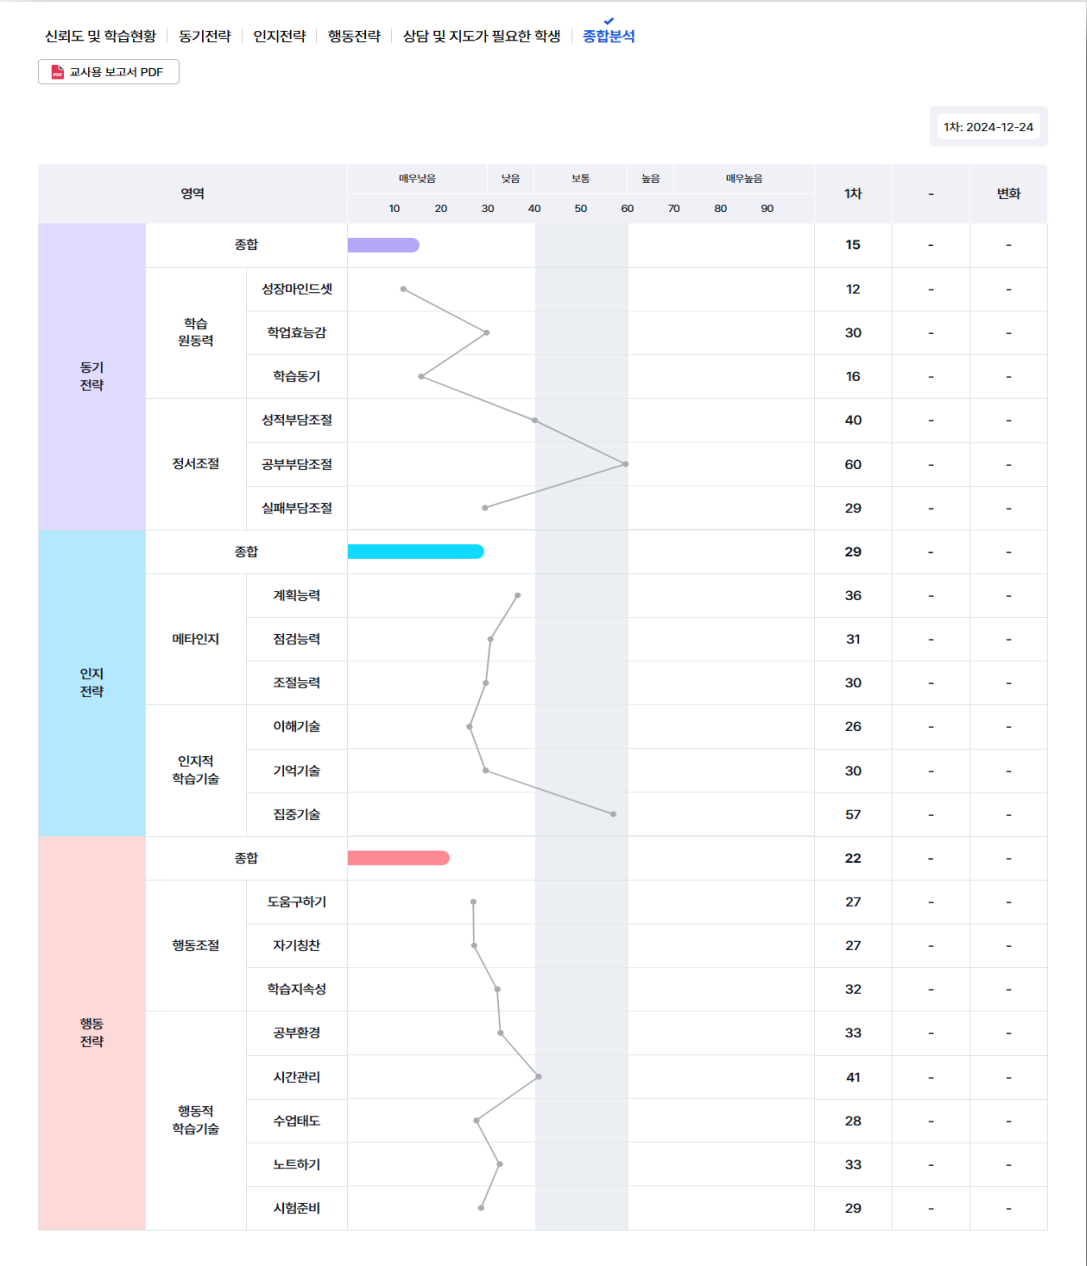 신뢰도 및 학습현황 동기전략 인지전략 행동전략 상담 및 지도가 필요한 학생 종합분석
PDF 교사용 보고서 PDF
1차: 2024-12-24
영역 매우낮음 낮음 보통 높음 매우높음 1차 - 변화
10 20 30 40 50 60 70 80 90
동기
전략
종합 15 - -
학습
원동력
성장마인드셋 12 - -
학업효능감 30 - -
학습동기 16 - -
정서조절
성적부담조절 40 - -
공부부담조절 60 - -
실패부담조절 29 - -
인지
전략
종합 29 - -
메타인지
계획능력 36 - -
점검능력 31 - -
조절능력 30 - -
인지적
학습기술
이해기술 26 - -
기억기술 30 - -
집중기술 57 - -
행동
전략
종합 22 - -
행동조절
도움구하기 27 - -
자기칭찬 27 - -
학습지속성 32 - -
행동적
학습기술
공부환경 33 - -
시간관리 41 - -
수업태도 28 - -
노트하기 33 - -
시험준비 29 - -